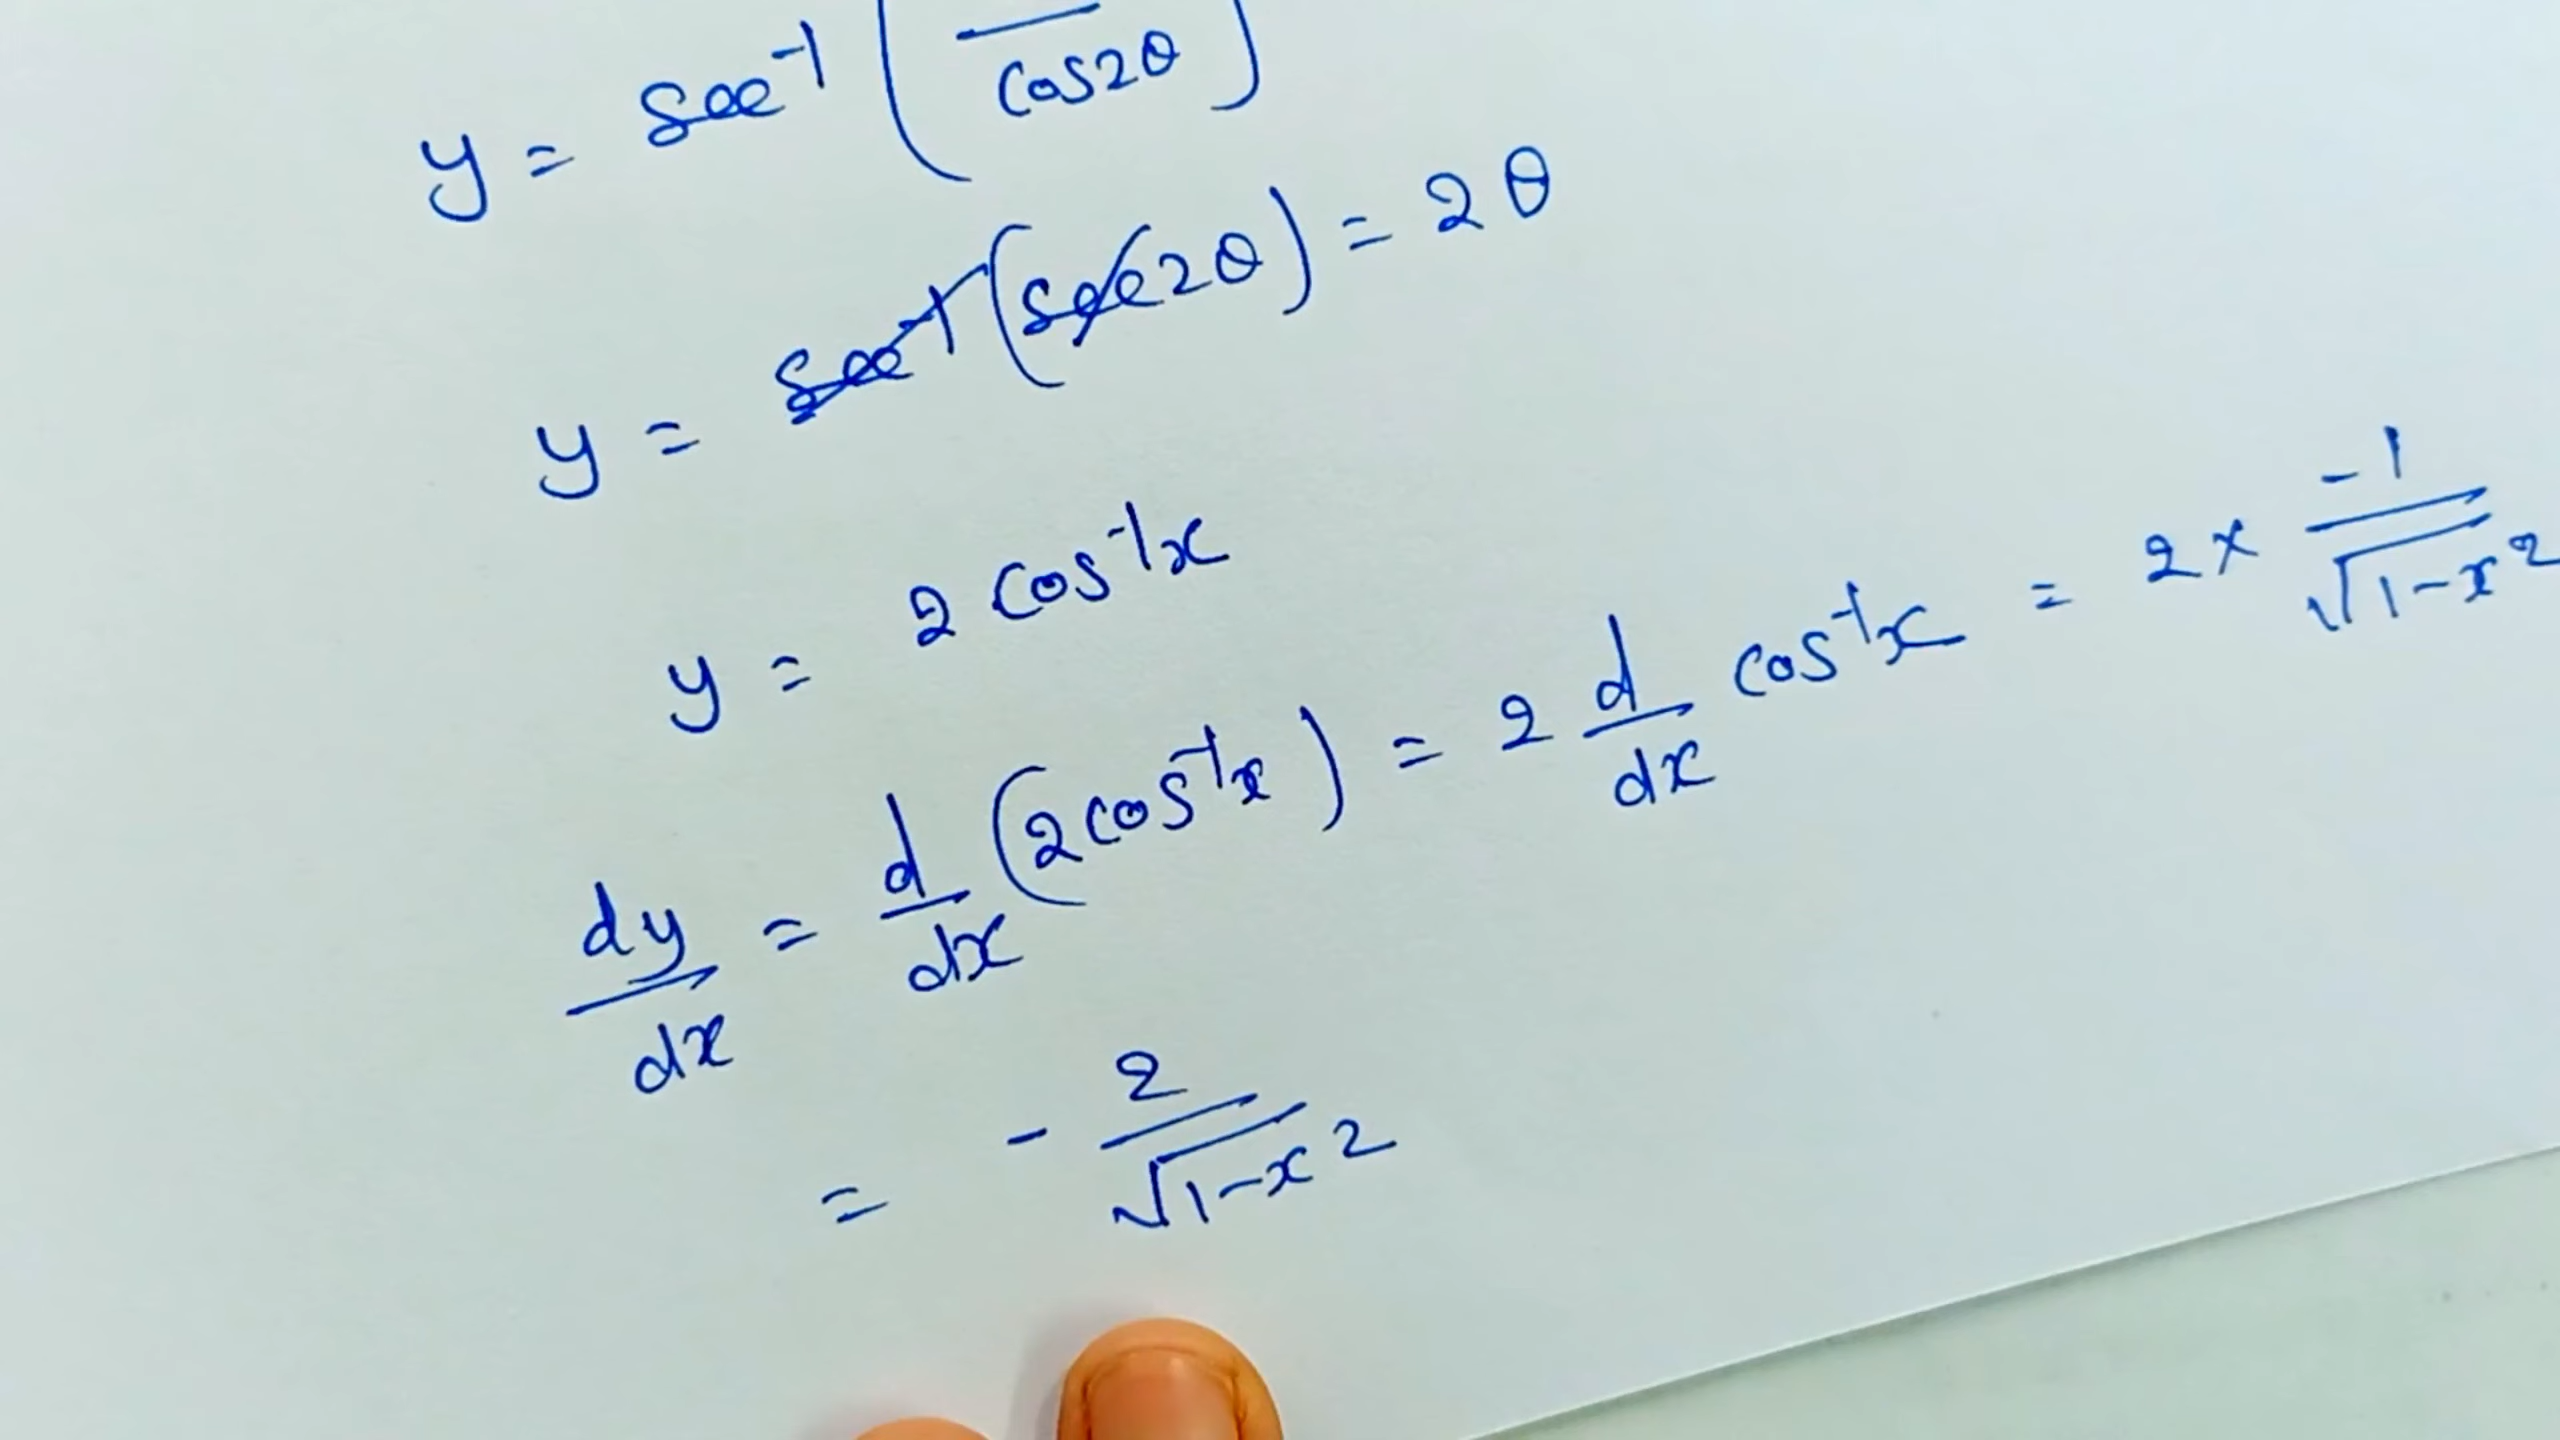 y = sec⁻¹ ( — / cos2θ )
y = sec⁻¹ (sec2θ) = 2θ
y = 2 cos⁻¹x
dy/dx = d/dx (2cos⁻¹x) = 2 d/dx cos⁻¹x = 2 × -1/√1-x²
= - 2/√1-x²